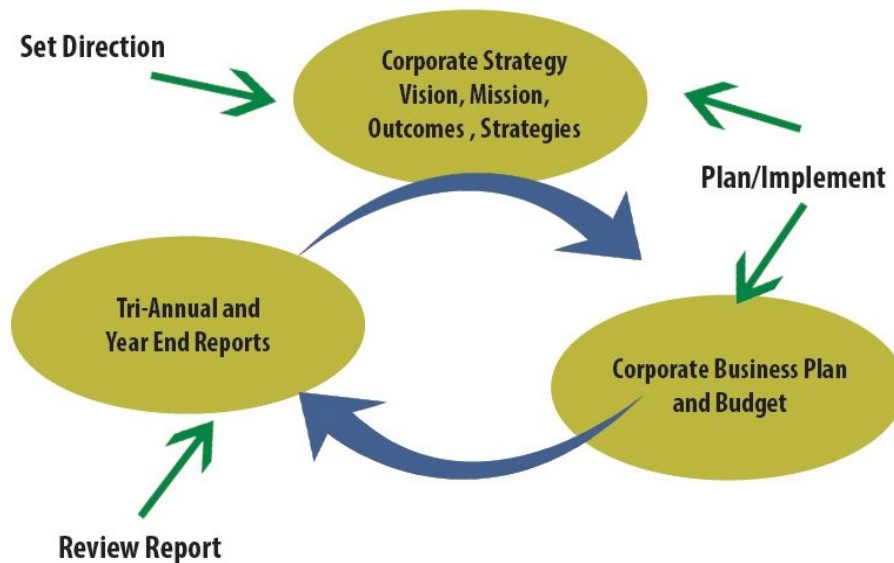 Set Direction
Corporate Strategy
Vision, Mission,
Outcomes , Strategies
Plan/Implement
Tri-Annual and
Year End Reports
Corporate Business Plan
and Budget
Review Report